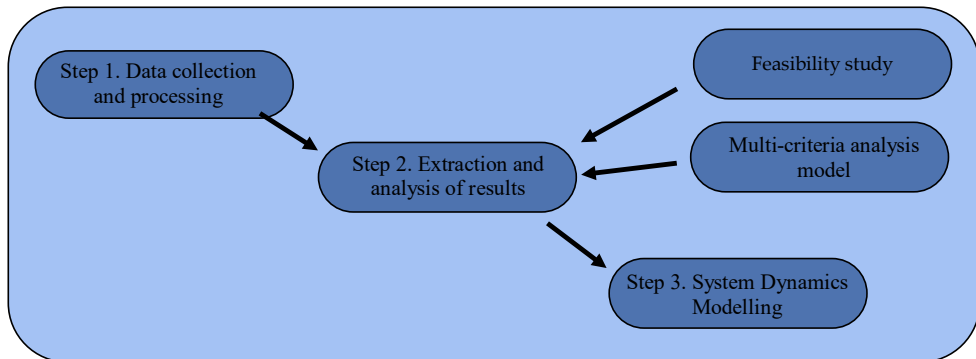 Step 1. Data collection
and processing
Feasibility study
Multi-criteria analysis
model
Step 2. Extraction and
analysis of results
Step 3. System Dynamics
Modelling